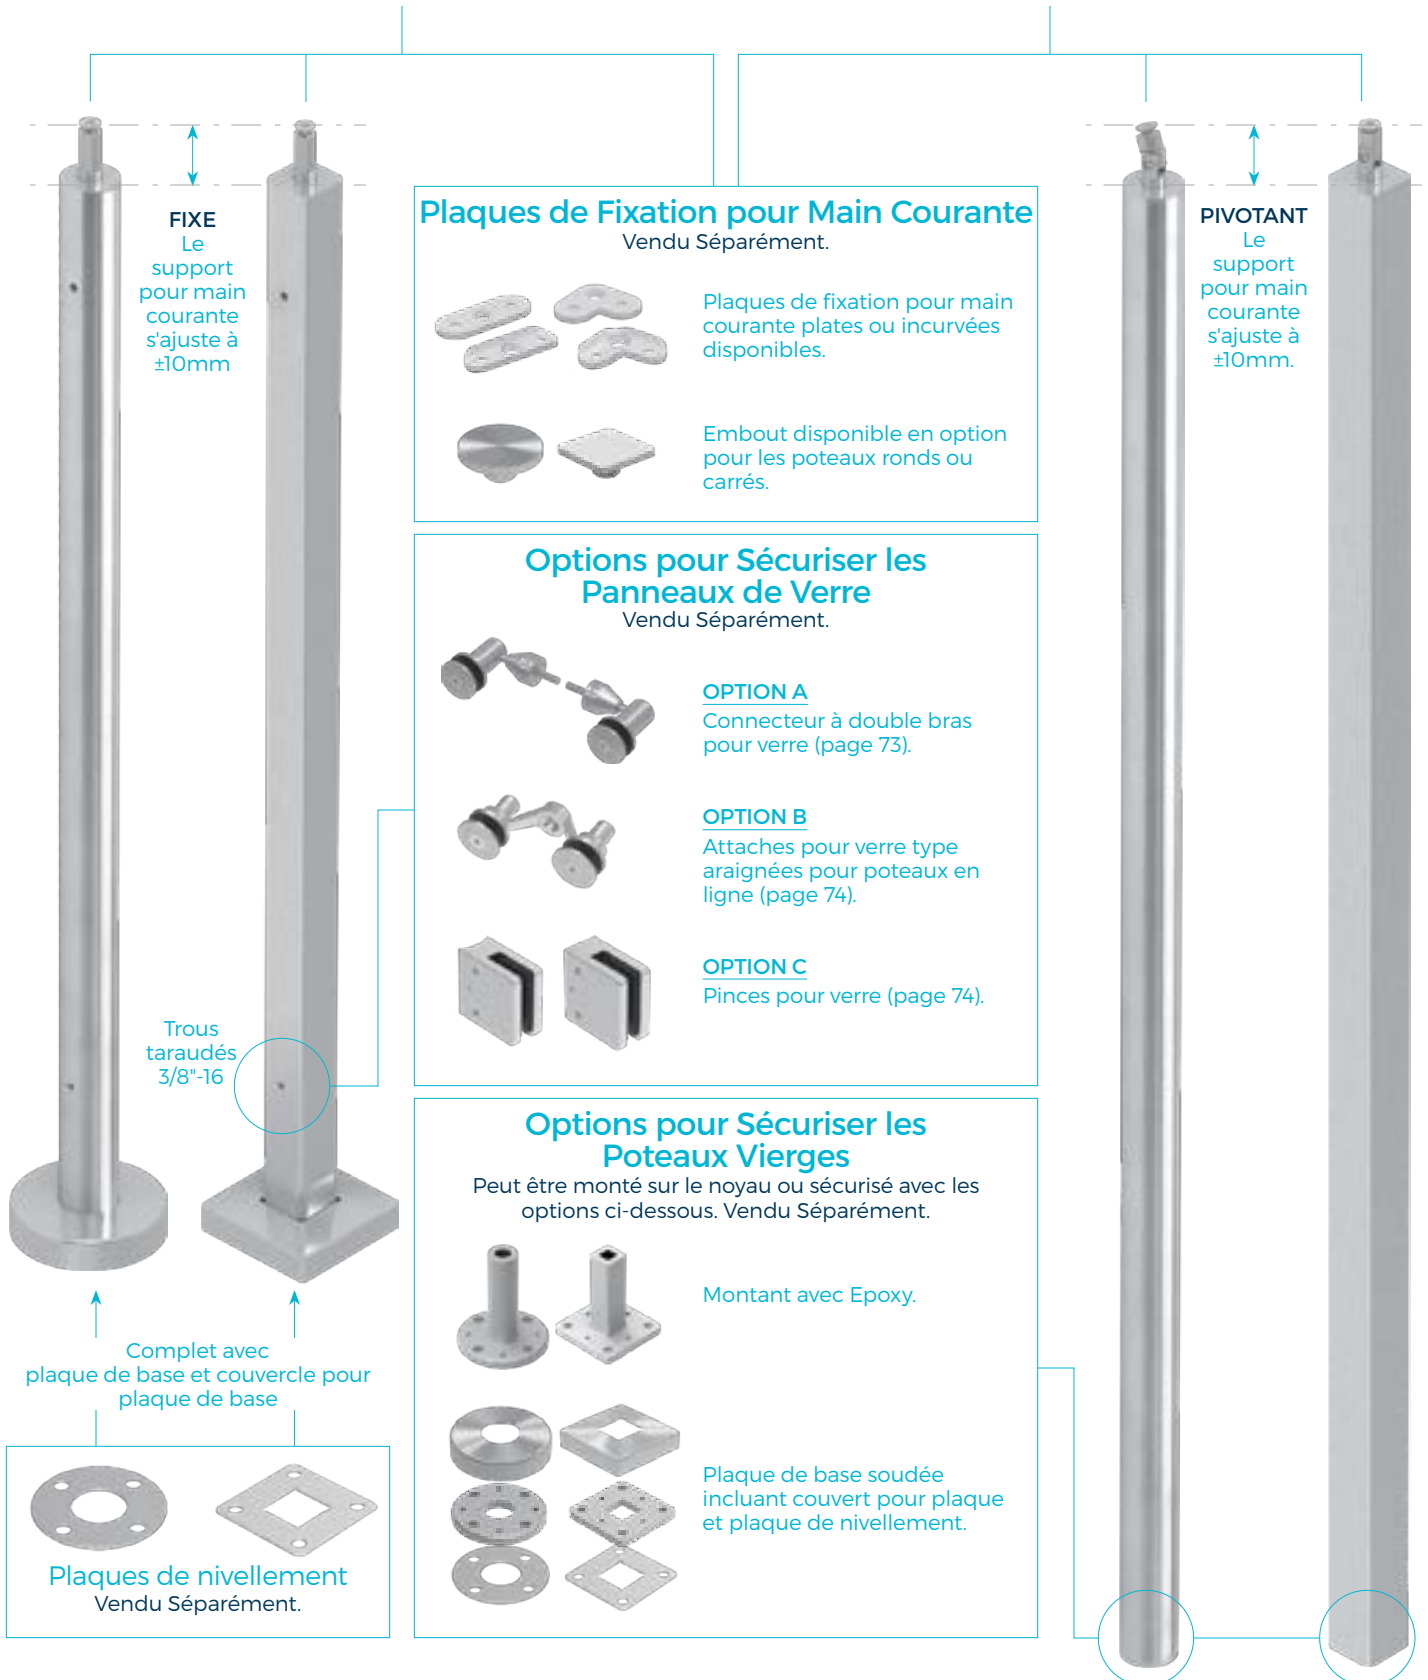 FIXE
Le
support
pour main
courante
s'ajuste à
±10mm
Plaques de Fixation pour Main Courante
Vendu Séparément.
Plaques de fixation pour main
courante plates ou incurvées
disponibles.
Embout disponible en option
pour les poteaux ronds ou
carrés.
PIVOTANT
Le
support
pour main
courante
s'ajuste à
±10mm.
Options pour Sécuriser les
Panneaux de Verre
Vendu Séparément.
OPTION A
Connecteur à double bras
pour verre (page 73).
OPTION B
Attaches pour verre type
araignées pour poteaux en
ligne (page 74).
OPTION C
Pinces pour verre (page 74).
Trous
taraudés
3/8"-16
Options pour Sécuriser les
Poteaux Vierges
Peut être monté sur le noyau ou sécurisé avec les
options ci-dessous. Vendu Séparément.
Montant avec Epoxy.
Plaque de base soudée
incluant couvert pour plaque
et plaque de nivellement.
Complet avec
plaque de base et couvercle pour
plaque de base
Plaques de nivellement
Vendu Séparément.